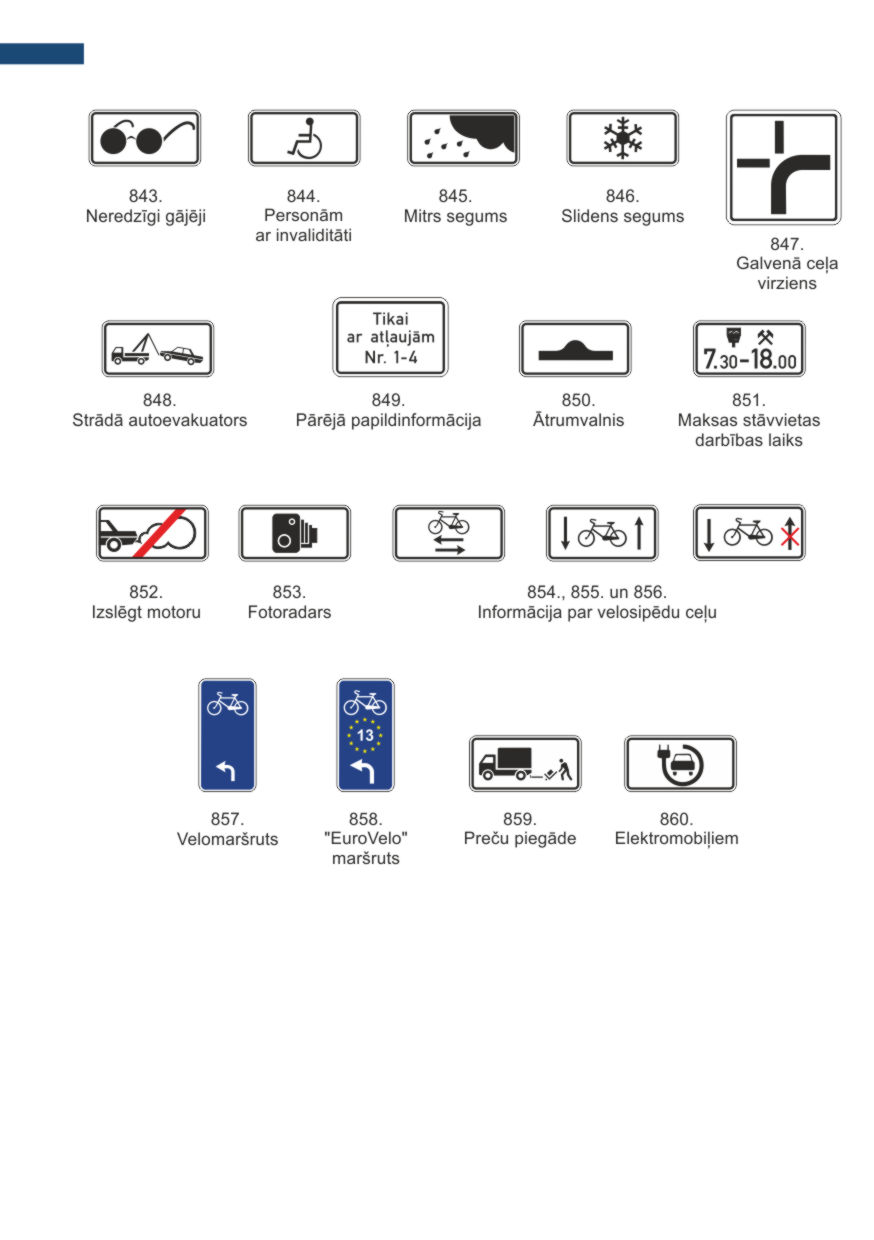 843.
Neredzīgi gājēji
844.
Personām
ar invaliditāti
845.
Mitrs segums
846.
Slidens segums
847.
Galvenā ceļa
virziens
848.
Strādā autoevakuators
Tikai
ar atļaujām
Nr. 1-4
849.
Pārējā papildinformācija
850.
Ātrumvalnis
7.30-18.00
851.
Maksas stāvvietas
darbības laiks
852.
Izslēgt motoru
853.
Fotoradars
854., 855. un 856.
Informācija par velosipēdu ceļu
857.
Velomaršruts
13
858.
"EuroVelo"
maršruts
859.
Preču piegāde
860.
Elektromobiļiem